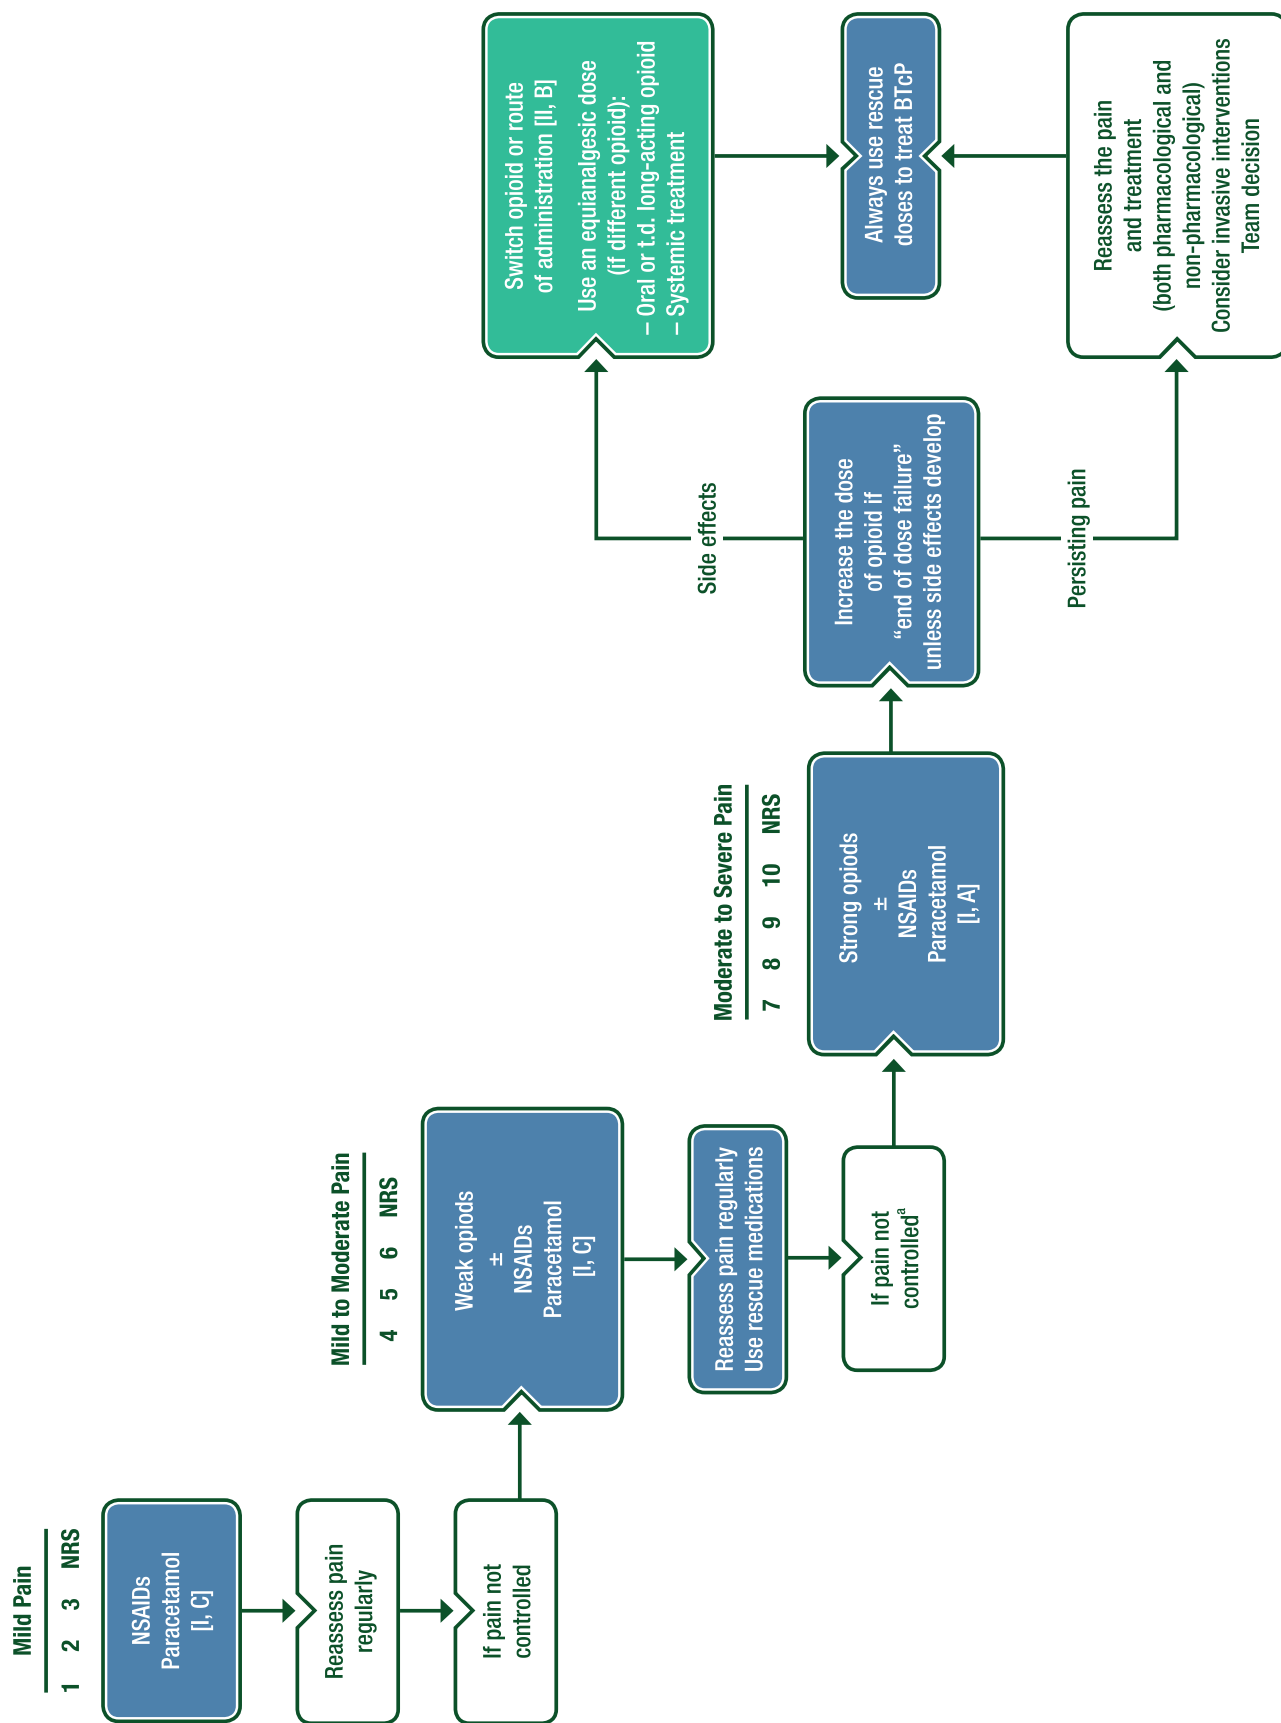 Mild Pain
1 2 3 NRS
NSAIDs
Paracetamol
[I, C]
Reassess pain
regularly
If pain not
controlled
Mild to Moderate Pain
4 5 6 NRS
Weak opiods
±
NSAIDs
Paracetamol
[I, C]
Reassess pain regularly
Use rescue medications
If pain not
controlledª
Moderate to Severe Pain
7 8 9 10 NRS
Strong opiods
±
NSAIDs
Paracetamol
[I, A]
Increase the dose
of opioid if
“end of dose failure”
unless side effects develop
Side effects
Persisting pain
Switch opioid or route
of administration [II, B]
Use an equianalgesic dose
(if different opioid):
– Oral or t.d. long-acting opioid
– Systemic treatment
Always use rescue
doses to treat BTcP
Reassess the pain
and treatment
(both pharmacological and
non-pharmacological)
Consider invasive interventions
Team decision